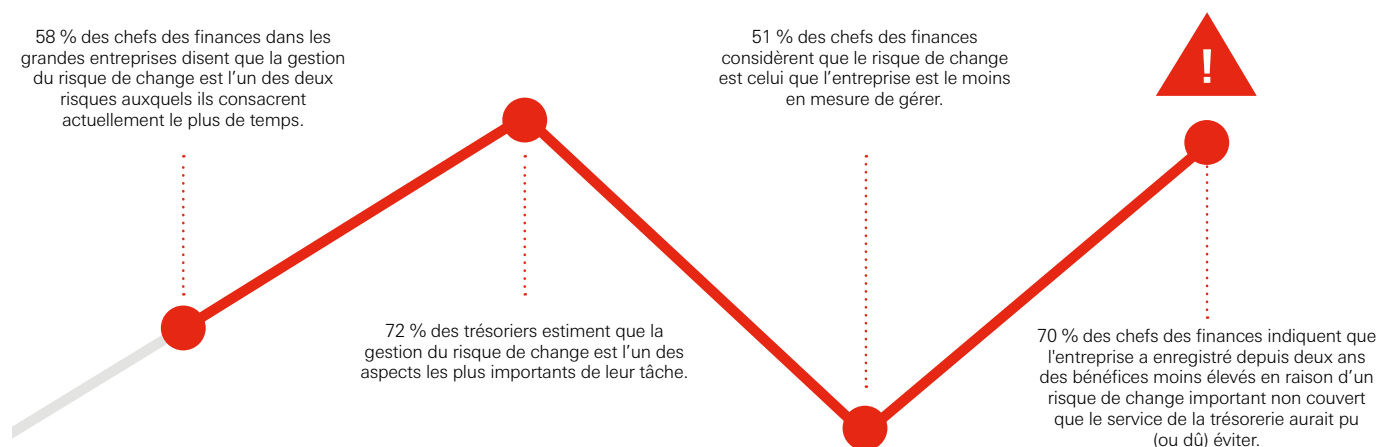 58 % des chefs des finances dans les
grandes entreprises disent que la gestion
du risque de change est l’un des deux
risques auxquels ils consacrent
actuellement le plus de temps.
72 % des trésoriers estiment que la
gestion du risque de change est l’un des
aspects les plus importants de leur tâche.
51 % des chefs des finances
considèrent que le risque de change
est celui que l’entreprise est le moins
en mesure de gérer.
!
70 % des chefs des finances indiquent que
l'entreprise a enregistré depuis deux ans
des bénéfices moins élevés en raison d’un
risque de change important non couvert
que le service de la trésorerie aurait pu
(ou dû) éviter.